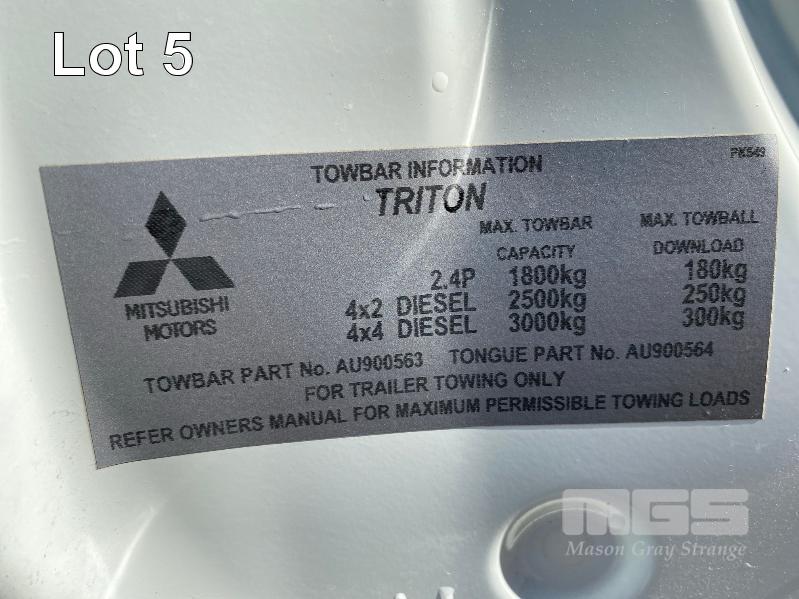 Lot 5
PK549
TOWBAR INFORMATION
TRITON
MAX. TOWBAR MAX. TOWBALL
CAPACITY DOWNLOAD
2.4P 1800kg 180kg
4x2 DIESEL 2500kg 250kg
4x4 DIESEL 3000kg 300kg
MITSUBISHI
MOTORS
TOWBAR PART No. AU900563 TONGUE PART No. AU900564
FOR TRAILER TOWING ONLY
REFER OWNERS MANUAL FOR MAXIMUM PERMISSIBLE TOWING LOADS
MGS
Mason Gray Strange